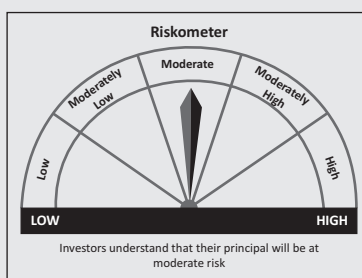 Riskometer
Moderate
Moderately
Low
Moderately
High
Low
High
LOW
HIGH
Investors understand that their principal will be at
moderate risk